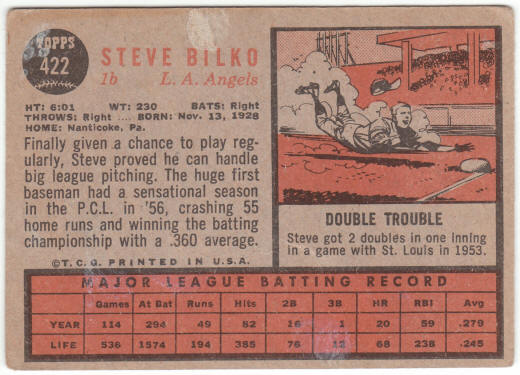 TOPPS
422
STEVE BILKO
1b L. A. Angels
HT: 6:01 WT: 230 BATS: Right
THROWS: Right .... BORN: Nov. 13, 1928
HOME: Nanticoke, Pa.
Finally given a chance to play reg-
ularly, Steve proved he can handle
big league pitching. The huge first
baseman had a sensational season
in the P.C.L. in '56, crashing 55
home runs and winning the batting
championship with a .360 average.
©T.C.G. PRINTED IN U.S.A.
DOUBLE TROUBLE
Steve got 2 doubles in one inning
in a game with St. Louis in 1953.
MAJOR LEAGUE BATTING RECORD
Games At Bat Runs Hits 2B 3B HR RBI Avg
YEAR 114 294 49 82 16 1 20 59 .279
LIFE 536 1574 194 385 76 12 68 238 .245